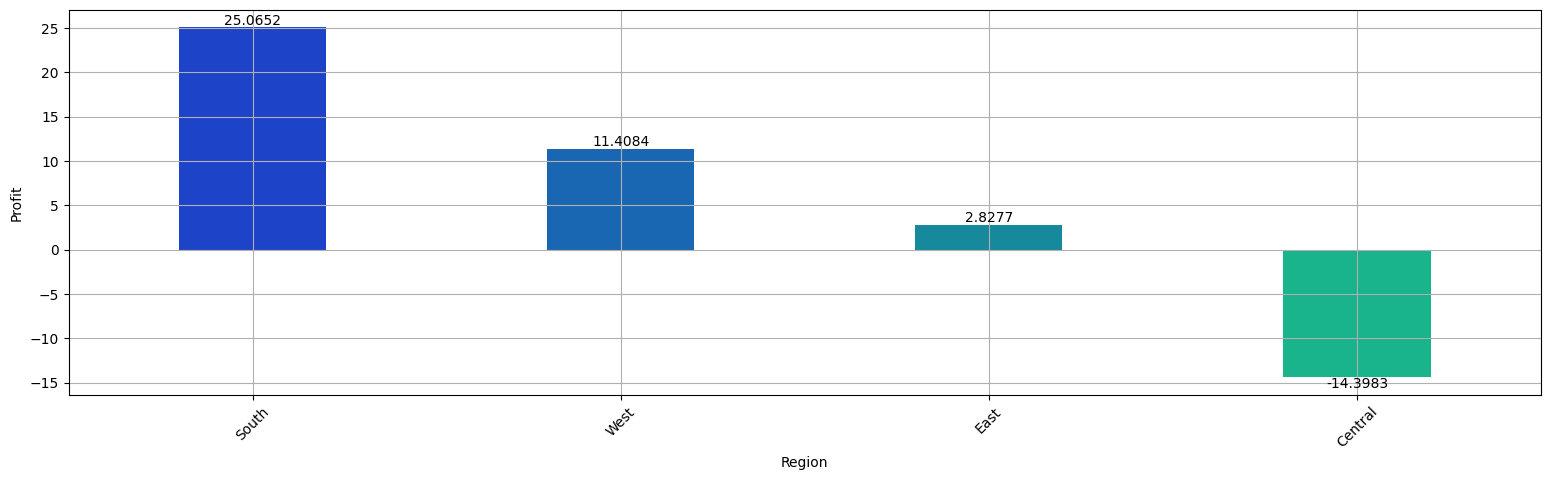 25.0652
11.4084
2.8277
-14.3983
25
20
15
10
5
0
−5
−10
−15
Profit
South
West
East
Central
Region